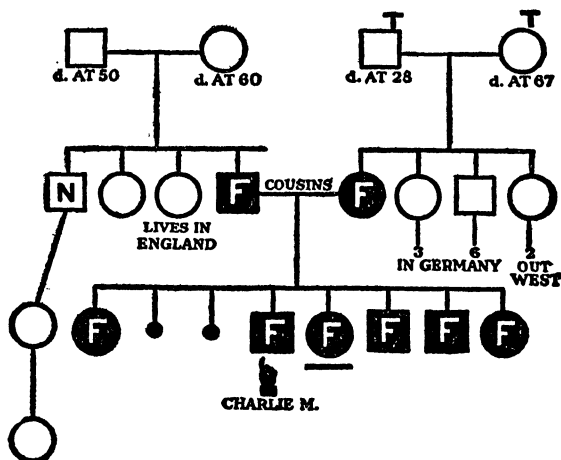 T T
d. AT 50 d. AT 60 d. AT 28 d. AT 67
N F COUSINS F
LIVES IN
ENGLAND
3 6 2
IN GERMANY OUT
WEST
F F F F F F
CHARLIE M.